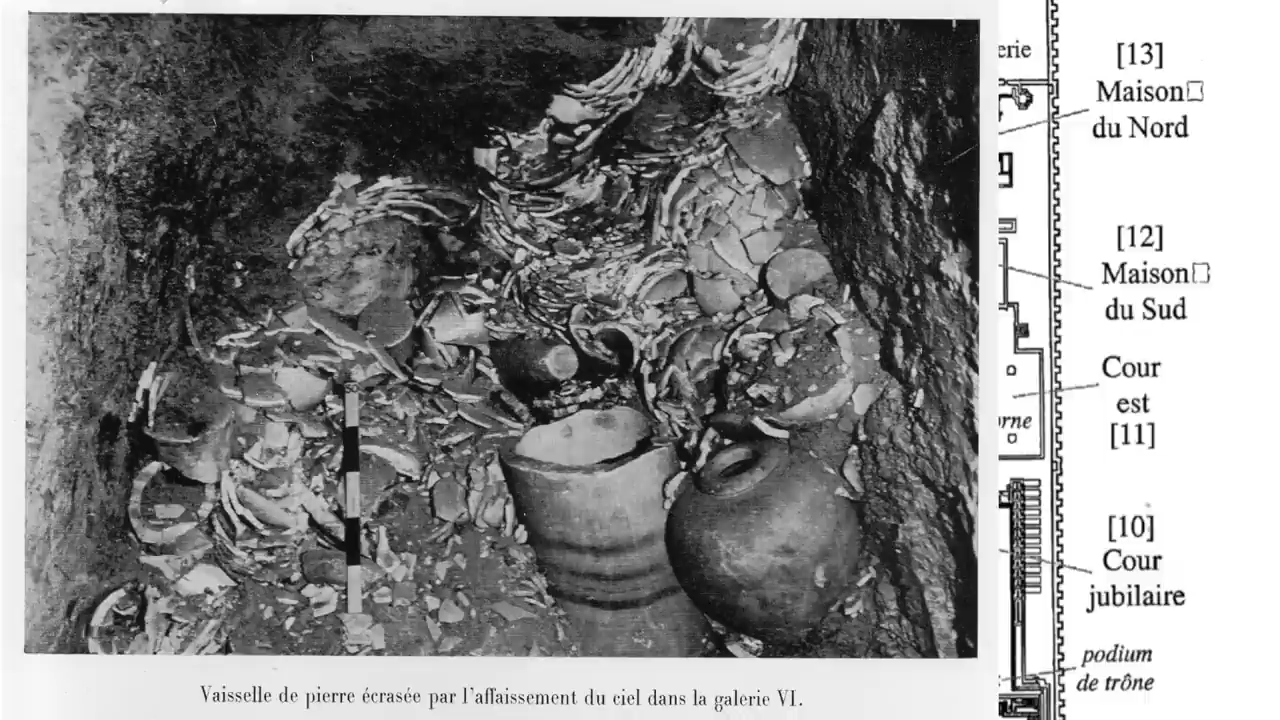 Vaisselle de pierre écrasée par l'affaissement du ciel dans la galerie VI.
erie
[13]
Maison
du Nord
[12]
Maison
du Sud
Cour
est
[11]
rne
[10]
Cour
jubilaire
podium
de trône